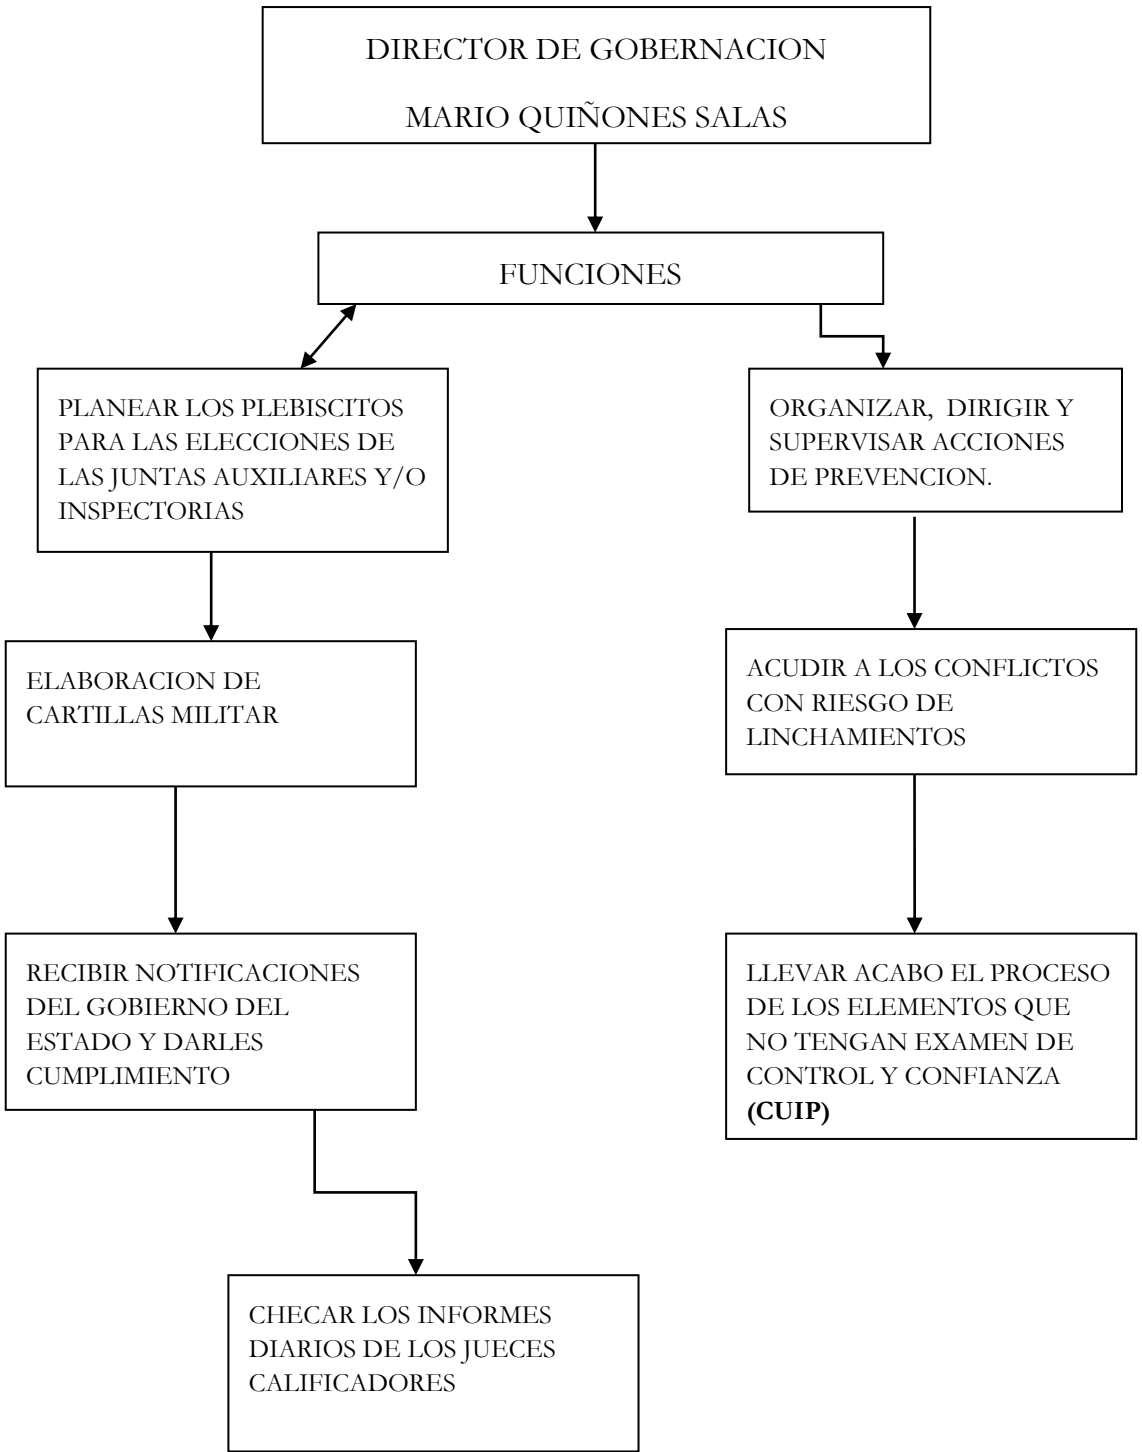 DIRECTOR DE GOBERNACION
MARIO QUIÑONES SALAS
FUNCIONES
PLANEAR LOS PLEBISCITOS
PARA LAS ELECCIONES DE
LAS JUNTAS AUXILIARES Y/O
INSPECTORIAS
ORGANIZAR, DIRIGIR Y
SUPERVISAR ACCIONES
DE PREVENCION.
ELABORACION DE
CARTILLAS MILITAR
ACUDIR A LOS CONFLICTOS
CON RIESGO DE
LINCHAMIENTOS
RECIBIR NOTIFICACIONES
DEL GOBIERNO DEL
ESTADO Y DARLES
CUMPLIMIENTO
LLEVAR ACABO EL PROCESO
DE LOS ELEMENTOS QUE
NO TENGAN EXAMEN DE
CONTROL Y CONFIANZA
(CUIP)
CHECAR LOS INFORMES
DIARIOS DE LOS JUECES
CALIFICADORES